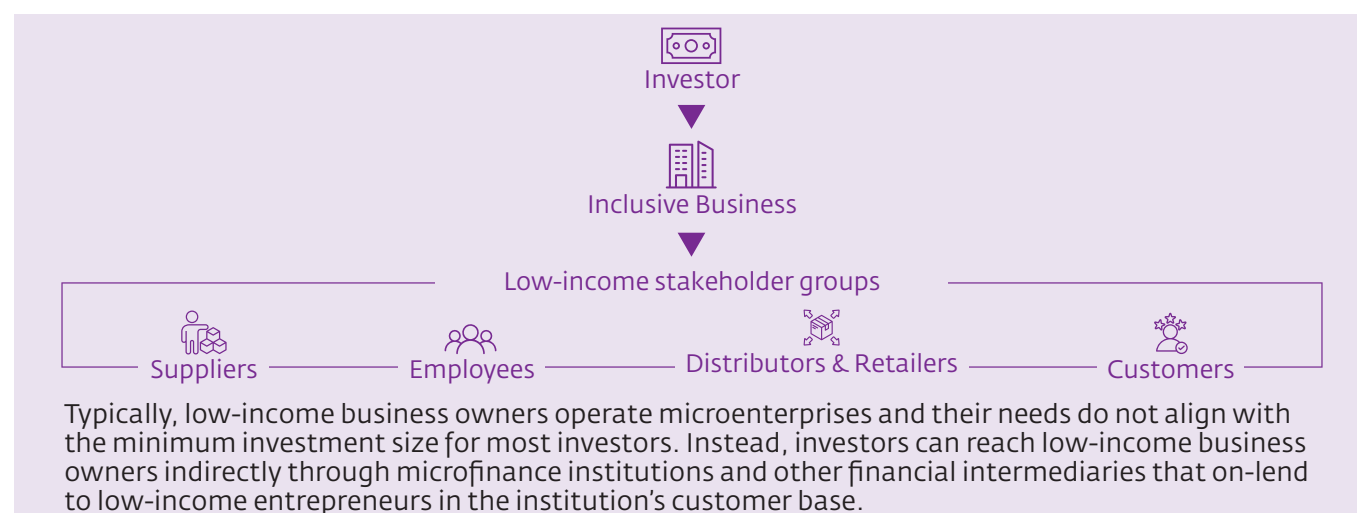 Investor
Inclusive Business
Low-income stakeholder groups
Suppliers
Employees
Distributors & Retailers
Customers
Typically, low-income business owners operate microenterprises and their needs do not align with
the minimum investment size for most investors. Instead, investors can reach low-income business
owners indirectly through microfinance institutions and other financial intermediaries that on-lend
to low-income entrepreneurs in the institution’s customer base.